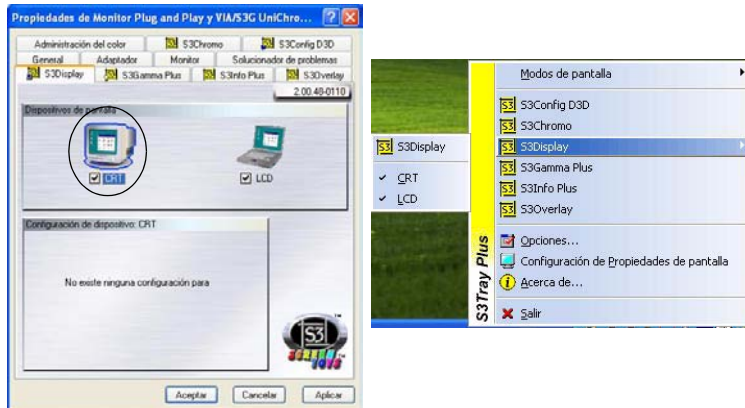 Propiedades de Monitor Plug and Play y VIA/S3G UniChro...
Administración del color S3Chromo S3Config D3D
General Adaptador Monitor Solucionador de problemas
S3Display S3Gamma Plus S3Info Plus S3Overlay
2.00.48-0110
Dispositivos de pantalla
CRT LCD
Configuración de dispositivo: CRT
No existe ninguna configuración para
S3
SCREEN TOYS
Aceptar Cancelar Aplicar
S3Display
CRT
LCD
S3Tray Plus
Modos de pantalla
S3Config D3D
S3Chromo
S3Display
S3Gamma Plus
S3Info Plus
S3Overlay
Opciones...
Configuración de Propiedades de pantalla
Acerca de...
Salir